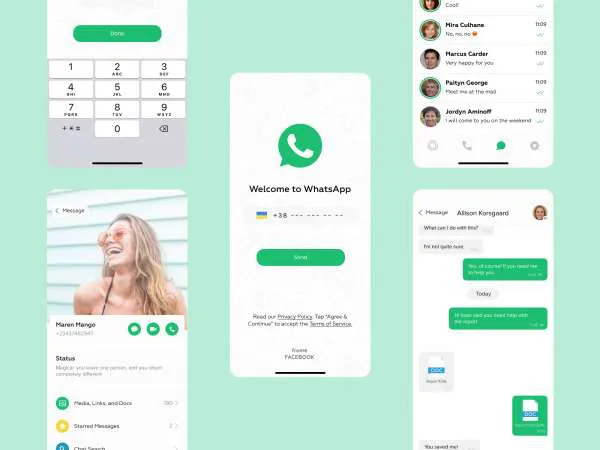 Done
1
2
ABC
3
DEF
4
GHI
5
JKL
6
MNO
7
PQRS
8
TUV
9
WXYZ
+ * #
0
Message
Maren Mango
Status
Magical: you leave one person, and you return
completely different
Media, Links, and Docs
Starred Messages
2
Chat Search
Welcome to WhatsApp
+38 --- --- -- --
Send
Read our Privacy Policy. Tap "Agree &
Continue" to accept the Terms of Service.
FACEBOOK
Cool!
Mira Culhane
11:09
No, no, no
Marcus Carder
11:09
Very happy for you
Paityn George
11:09
Meet me at the mall
Jordyn Aminoff
11:09
I will come to you on the weekend
Message
Allison Korsgaard
What can I do with this?
I'm not quite sure.
Yes, of course! If you need me
to help you.
Today
Hi boss! said you need help with
the report
DOC
DOC
You saved me!